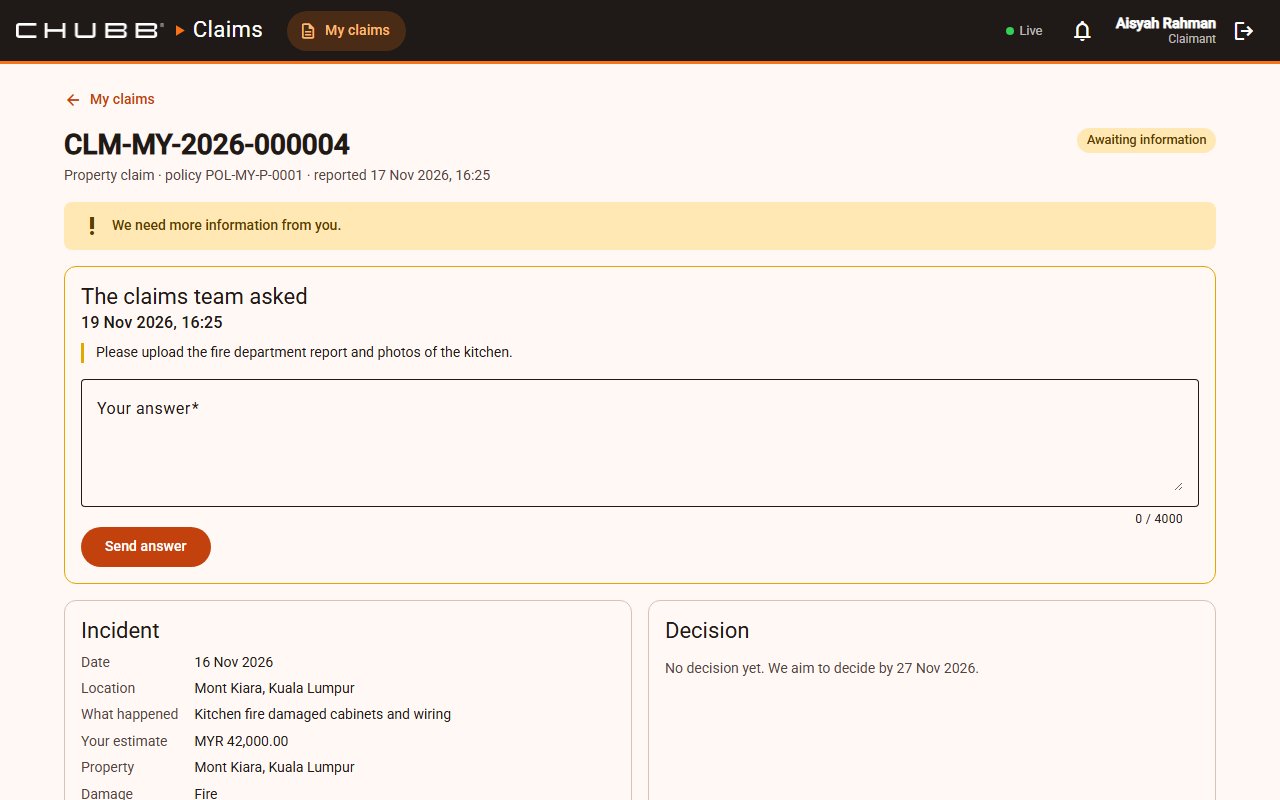 CHUBB® Claims My claims Live Aisyah Rahman
Claimant
My claims
CLM-MY-2026-000004 Awaiting information
Property claim · policy POL-MY-P-0001 · reported 17 Nov 2026, 16:25
! We need more information from you.
The claims team asked
19 Nov 2026, 16:25
Please upload the fire department report and photos of the kitchen.
Your answer*
0 / 4000
Send answer
Incident
Date 16 Nov 2026
Location Mont Kiara, Kuala Lumpur
What happened Kitchen fire damaged cabinets and wiring
Your estimate MYR 42,000.00
Property Mont Kiara, Kuala Lumpur
Damage Fire
Decision
No decision yet. We aim to decide by 27 Nov 2026.